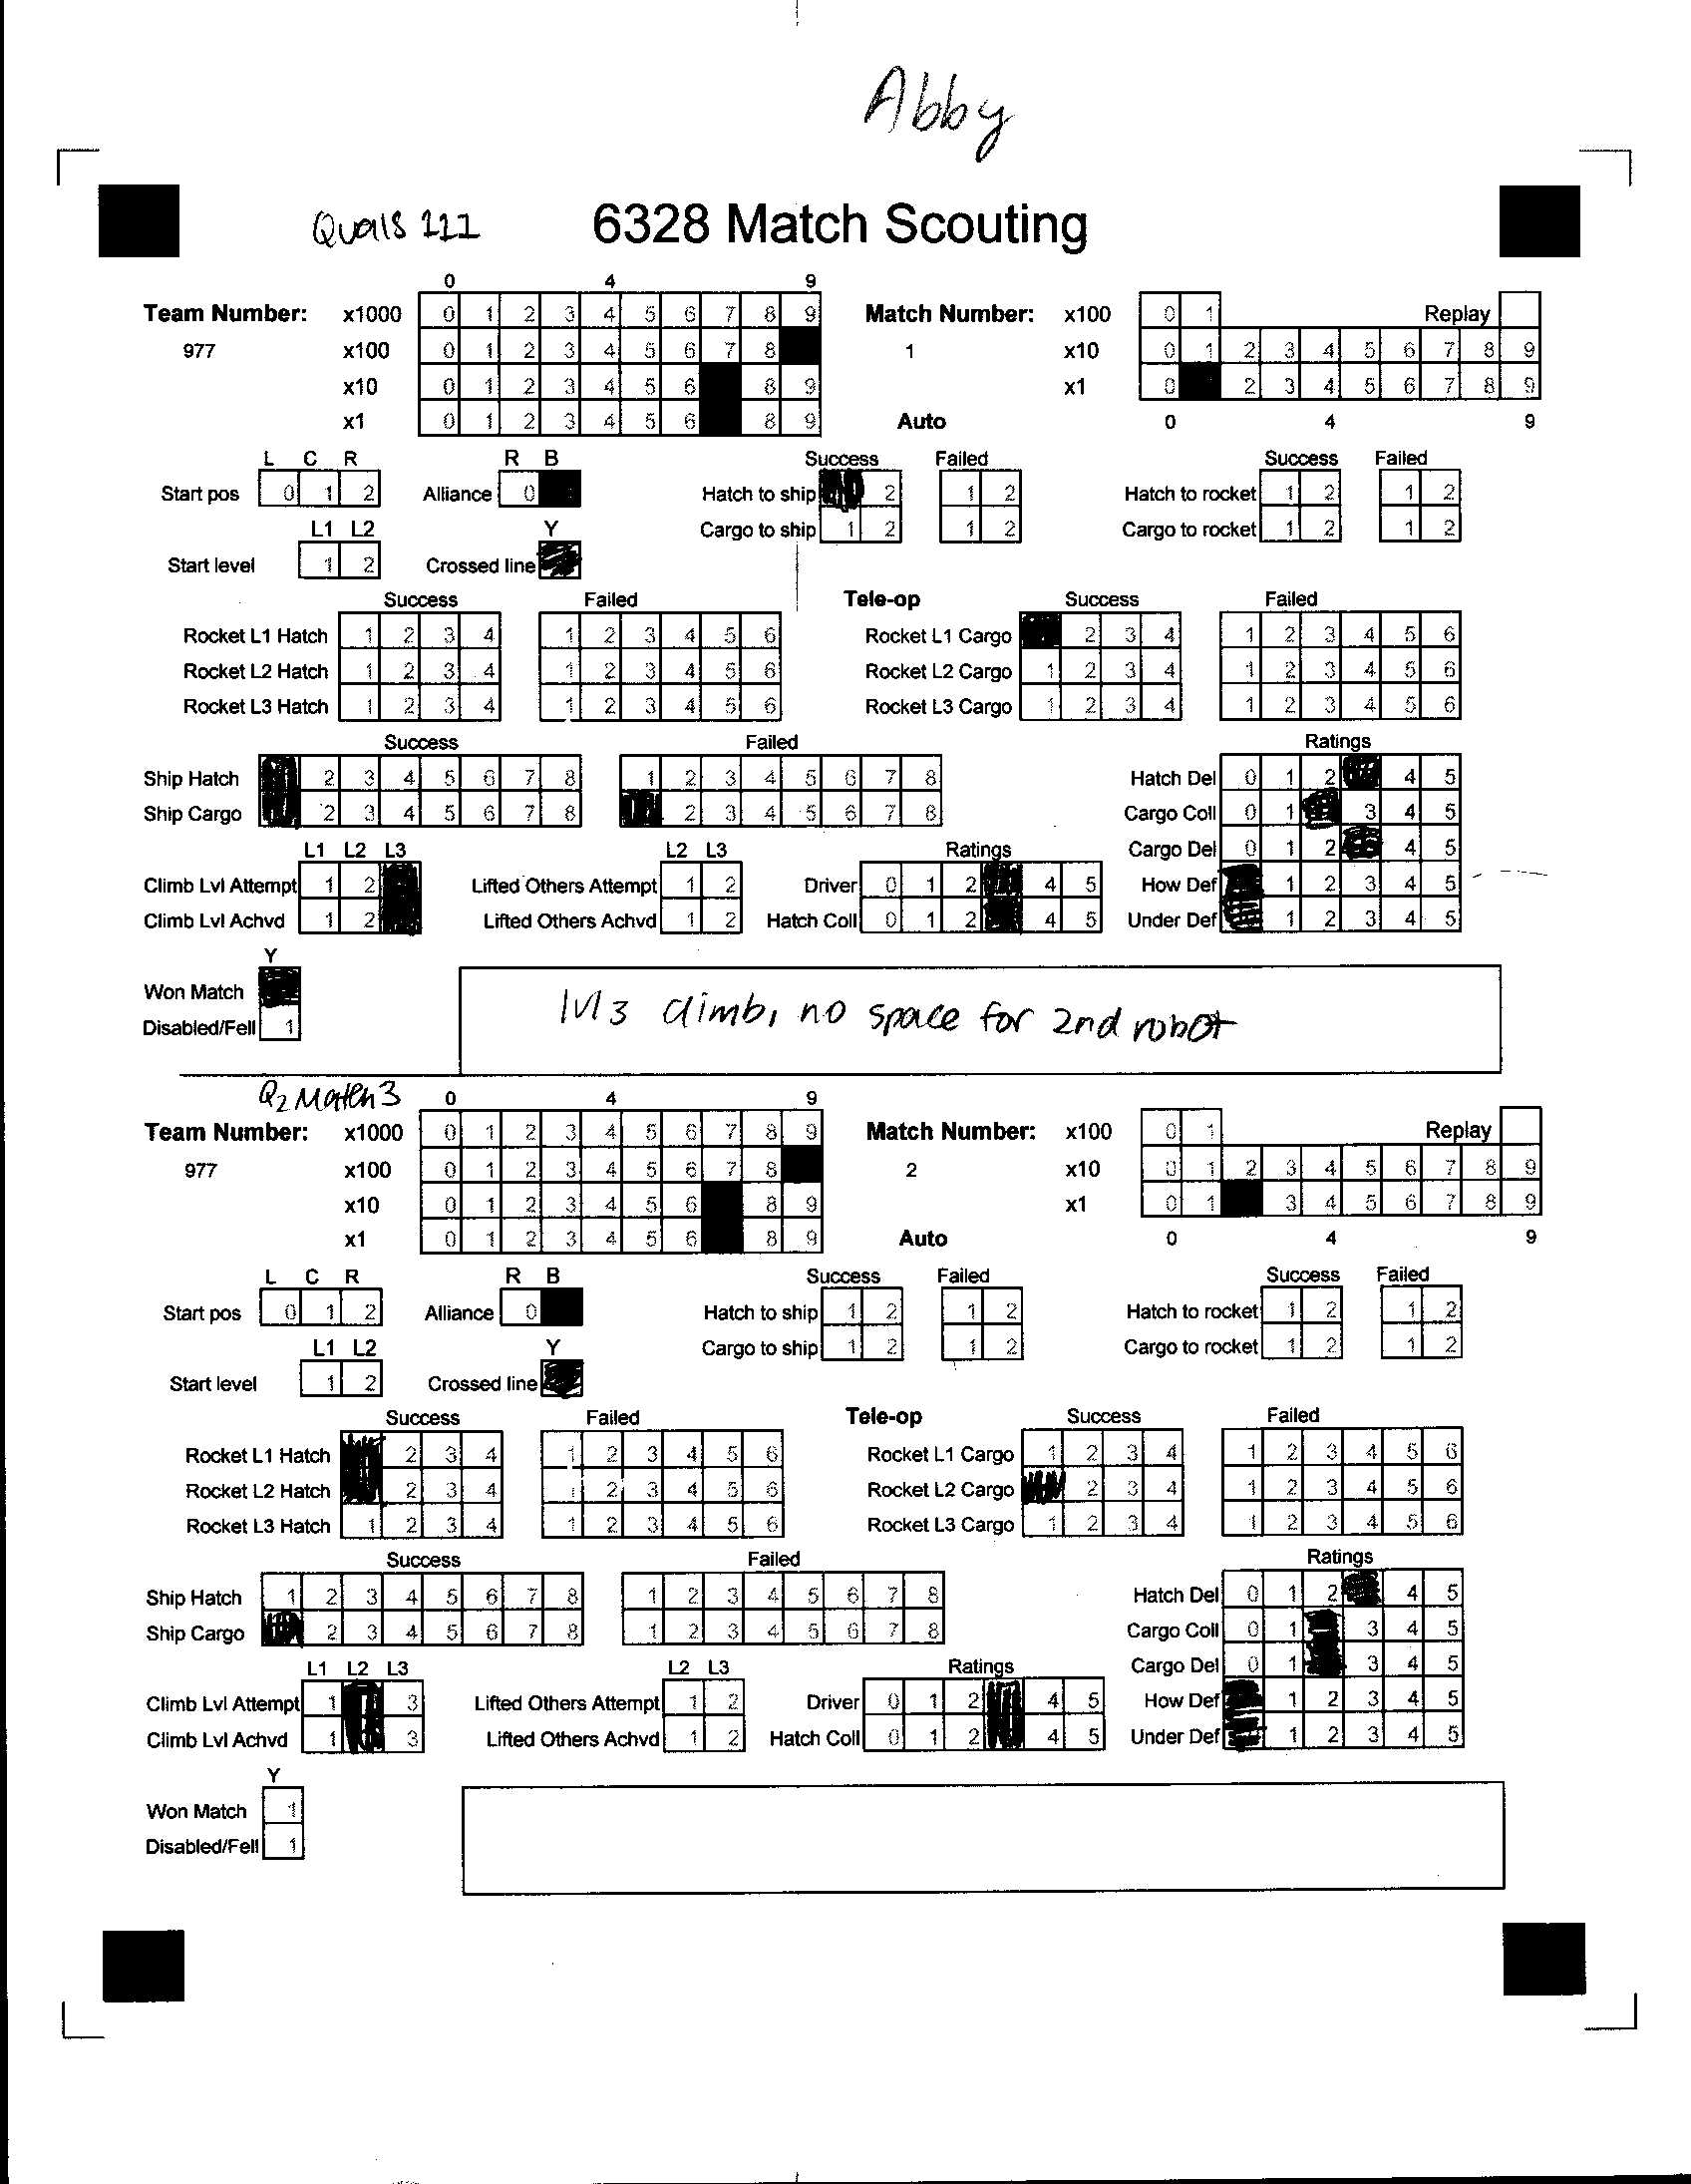 Abby
Quals 111 6328 Match Scouting
0 4 9
Team Number: x1000 0 1 2 3 4 5 6 7 8 9 Match Number: x100 0 1 Replay
977 x100 0 1 2 3 4 5 6 7 8 1 x10 0 1 2 3 4 5 6 7 8 9
x10 0 1 2 3 4 5 6 8 9 x1 0 2 3 4 5 6 7 8 9
x1 0 1 2 3 4 5 6 8 9 Auto 0 4 9
L C R R B Success Failed Success Failed
Start pos 0 1 2 Alliance 0 Hatch to ship 2 1 2 Hatch to rocket 1 2 1 2
L1 L2 Y Cargo to ship 1 2 1 2 Cargo to rocket 1 2 1 2
Start level 1 2 Crossed line
Success Failed Tele-op Success Failed
Rocket L1 Hatch 1 2 3 4 1 2 3 4 5 6 Rocket L1 Cargo 2 3 4 1 2 3 4 5 6
Rocket L2 Hatch 1 2 3 4 1 2 3 4 5 6 Rocket L2 Cargo 1 2 3 4 1 2 3 4 5 6
Rocket L3 Hatch 1 2 3 4 1 2 3 4 5 6 Rocket L3 Cargo 1 2 3 4 1 2 3 4 5 6
Success Failed Ratings
Ship Hatch 2 3 4 5 6 7 8 1 2 3 4 5 6 7 8 Hatch Del 0 1 2 4 5
Ship Cargo 2 3 4 5 6 7 8 2 3 4 5 6 7 8 Cargo Coll 0 1 3 4 5
L1 L2 L3 L2 L3 Ratings Cargo Del 0 1 2 4 5
Climb Lvl Attempt 1 2 Lifted Others Attempt 1 2 Driver 0 1 2 4 5 How Def 1 2 3 4 5
Climb Lvl Achvd 1 2 Lifted Others Achvd 1 2 Hatch Coll 0 1 2 4 5 Under Def 1 2 3 4 5
Y
Won Match
Disabled/Fell 1
lvl 3 climb, no space for 2nd robot
Q2 Match 3 0 4 9
Team Number: x1000 0 1 2 3 4 5 6 7 8 9 Match Number: x100 0 1 Replay
977 x100 0 1 2 3 4 5 6 7 8 2 x10 0 1 2 3 4 5 6 7 8 9
x10 0 1 2 3 4 5 6 8 9 x1 0 1 3 4 5 6 7 8 9
x1 0 1 2 3 4 5 6 8 9 Auto 0 4 9
L C R R B Success Failed Success Failed
Start pos 0 1 2 Alliance 0 Hatch to ship 1 2 1 2 Hatch to rocket 1 2 1 2
L1 L2 Y Cargo to ship 1 2 1 2 Cargo to rocket 1 2 1 2
Start level 1 2 Crossed line
Success Failed Tele-op Success Failed
Rocket L1 Hatch 2 3 4 1 2 3 4 5 6 Rocket L1 Cargo 1 2 3 4 1 2 3 4 5 6
Rocket L2 Hatch 2 3 4 1 2 3 4 5 6 Rocket L2 Cargo 2 3 4 1 2 3 4 5 6
Rocket L3 Hatch 1 2 3 4 1 2 3 4 5 6 Rocket L3 Cargo 1 2 3 4 1 2 3 4 5 6
Success Failed Ratings
Ship Hatch 1 2 3 4 5 6 7 8 1 2 3 4 5 6 7 8 Hatch Del 0 1 2 4 5
Ship Cargo 2 3 4 5 6 7 8 1 2 3 4 5 6 7 8 Cargo Coll 0 1 3 4 5
L1 L2 L3 L2 L3 Ratings Cargo Del 0 1 3 4 5
Climb Lvl Attempt 1 3 Lifted Others Attempt 1 2 Driver 0 1 2 4 5 How Def 1 2 3 4 5
Climb Lvl Achvd 1 3 Lifted Others Achvd 1 2 Hatch Coll 0 1 2 4 5 Under Def 1 2 3 4 5
Y
Won Match 1
Disabled/Fell 1